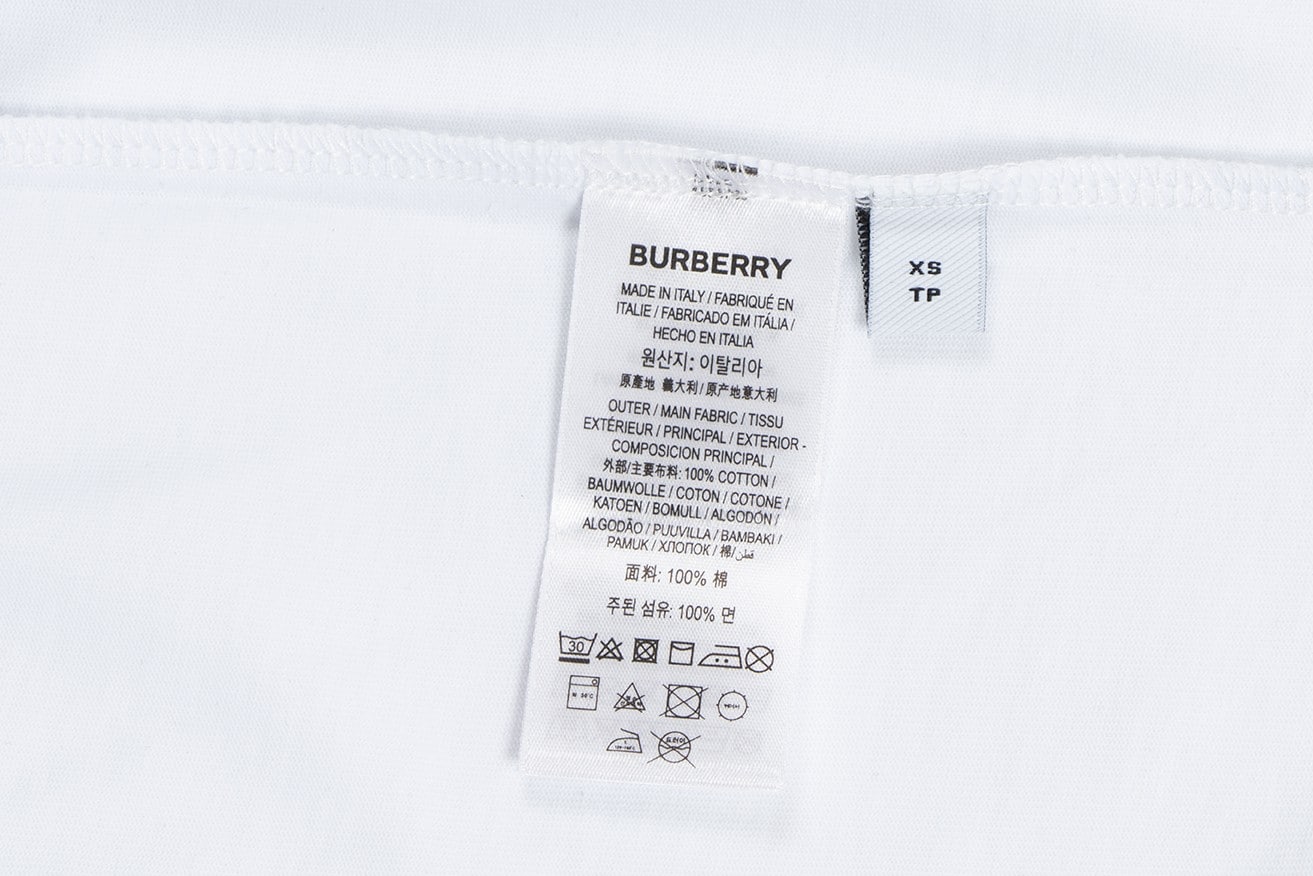 BURBERRY
MADE IN ITALY / FABRIQUÉ EN
ITALIE / FABRICADO EM ITÁLIA /
HECHO EN ITALIA
원산지: 이탈리아
原產地 義大利/原产地意大利
OUTER / MAIN FABRIC / TISSU
EXTÉRIEUR / PRINCIPAL / EXTERIOR -
COMPOSICION PRINCIPAL /
外部/主要布料: 100% COTTON /
BAUMWOLLE / COTON / COTONE /
KATOEN / BOMULL / ALGODÓN /
ALGODÃO / PUUVILLA / BAMBAKI /
PAMUK / ХЛОПОК / 棉/قطن
面料: 100% 棉
주된 섬유: 100% 면
30
XS
TP